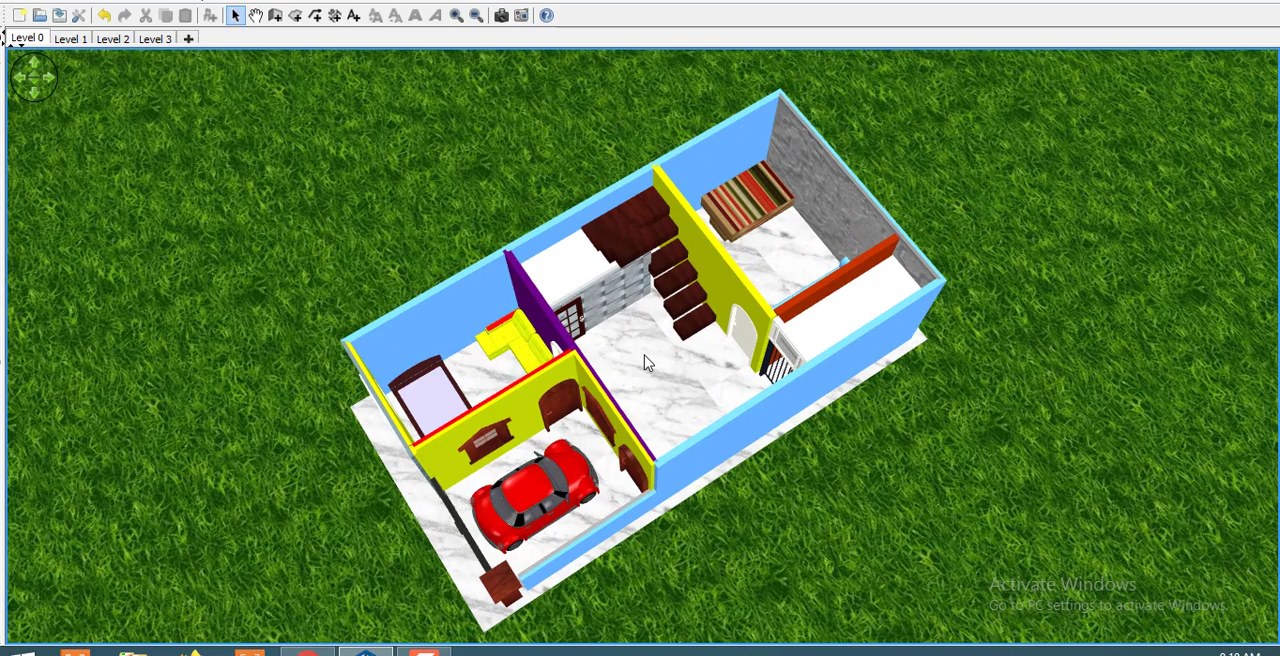 Level 0 Level 1 Level 2 Level 3
Activate Windows
Go to PC settings to activate Windows.